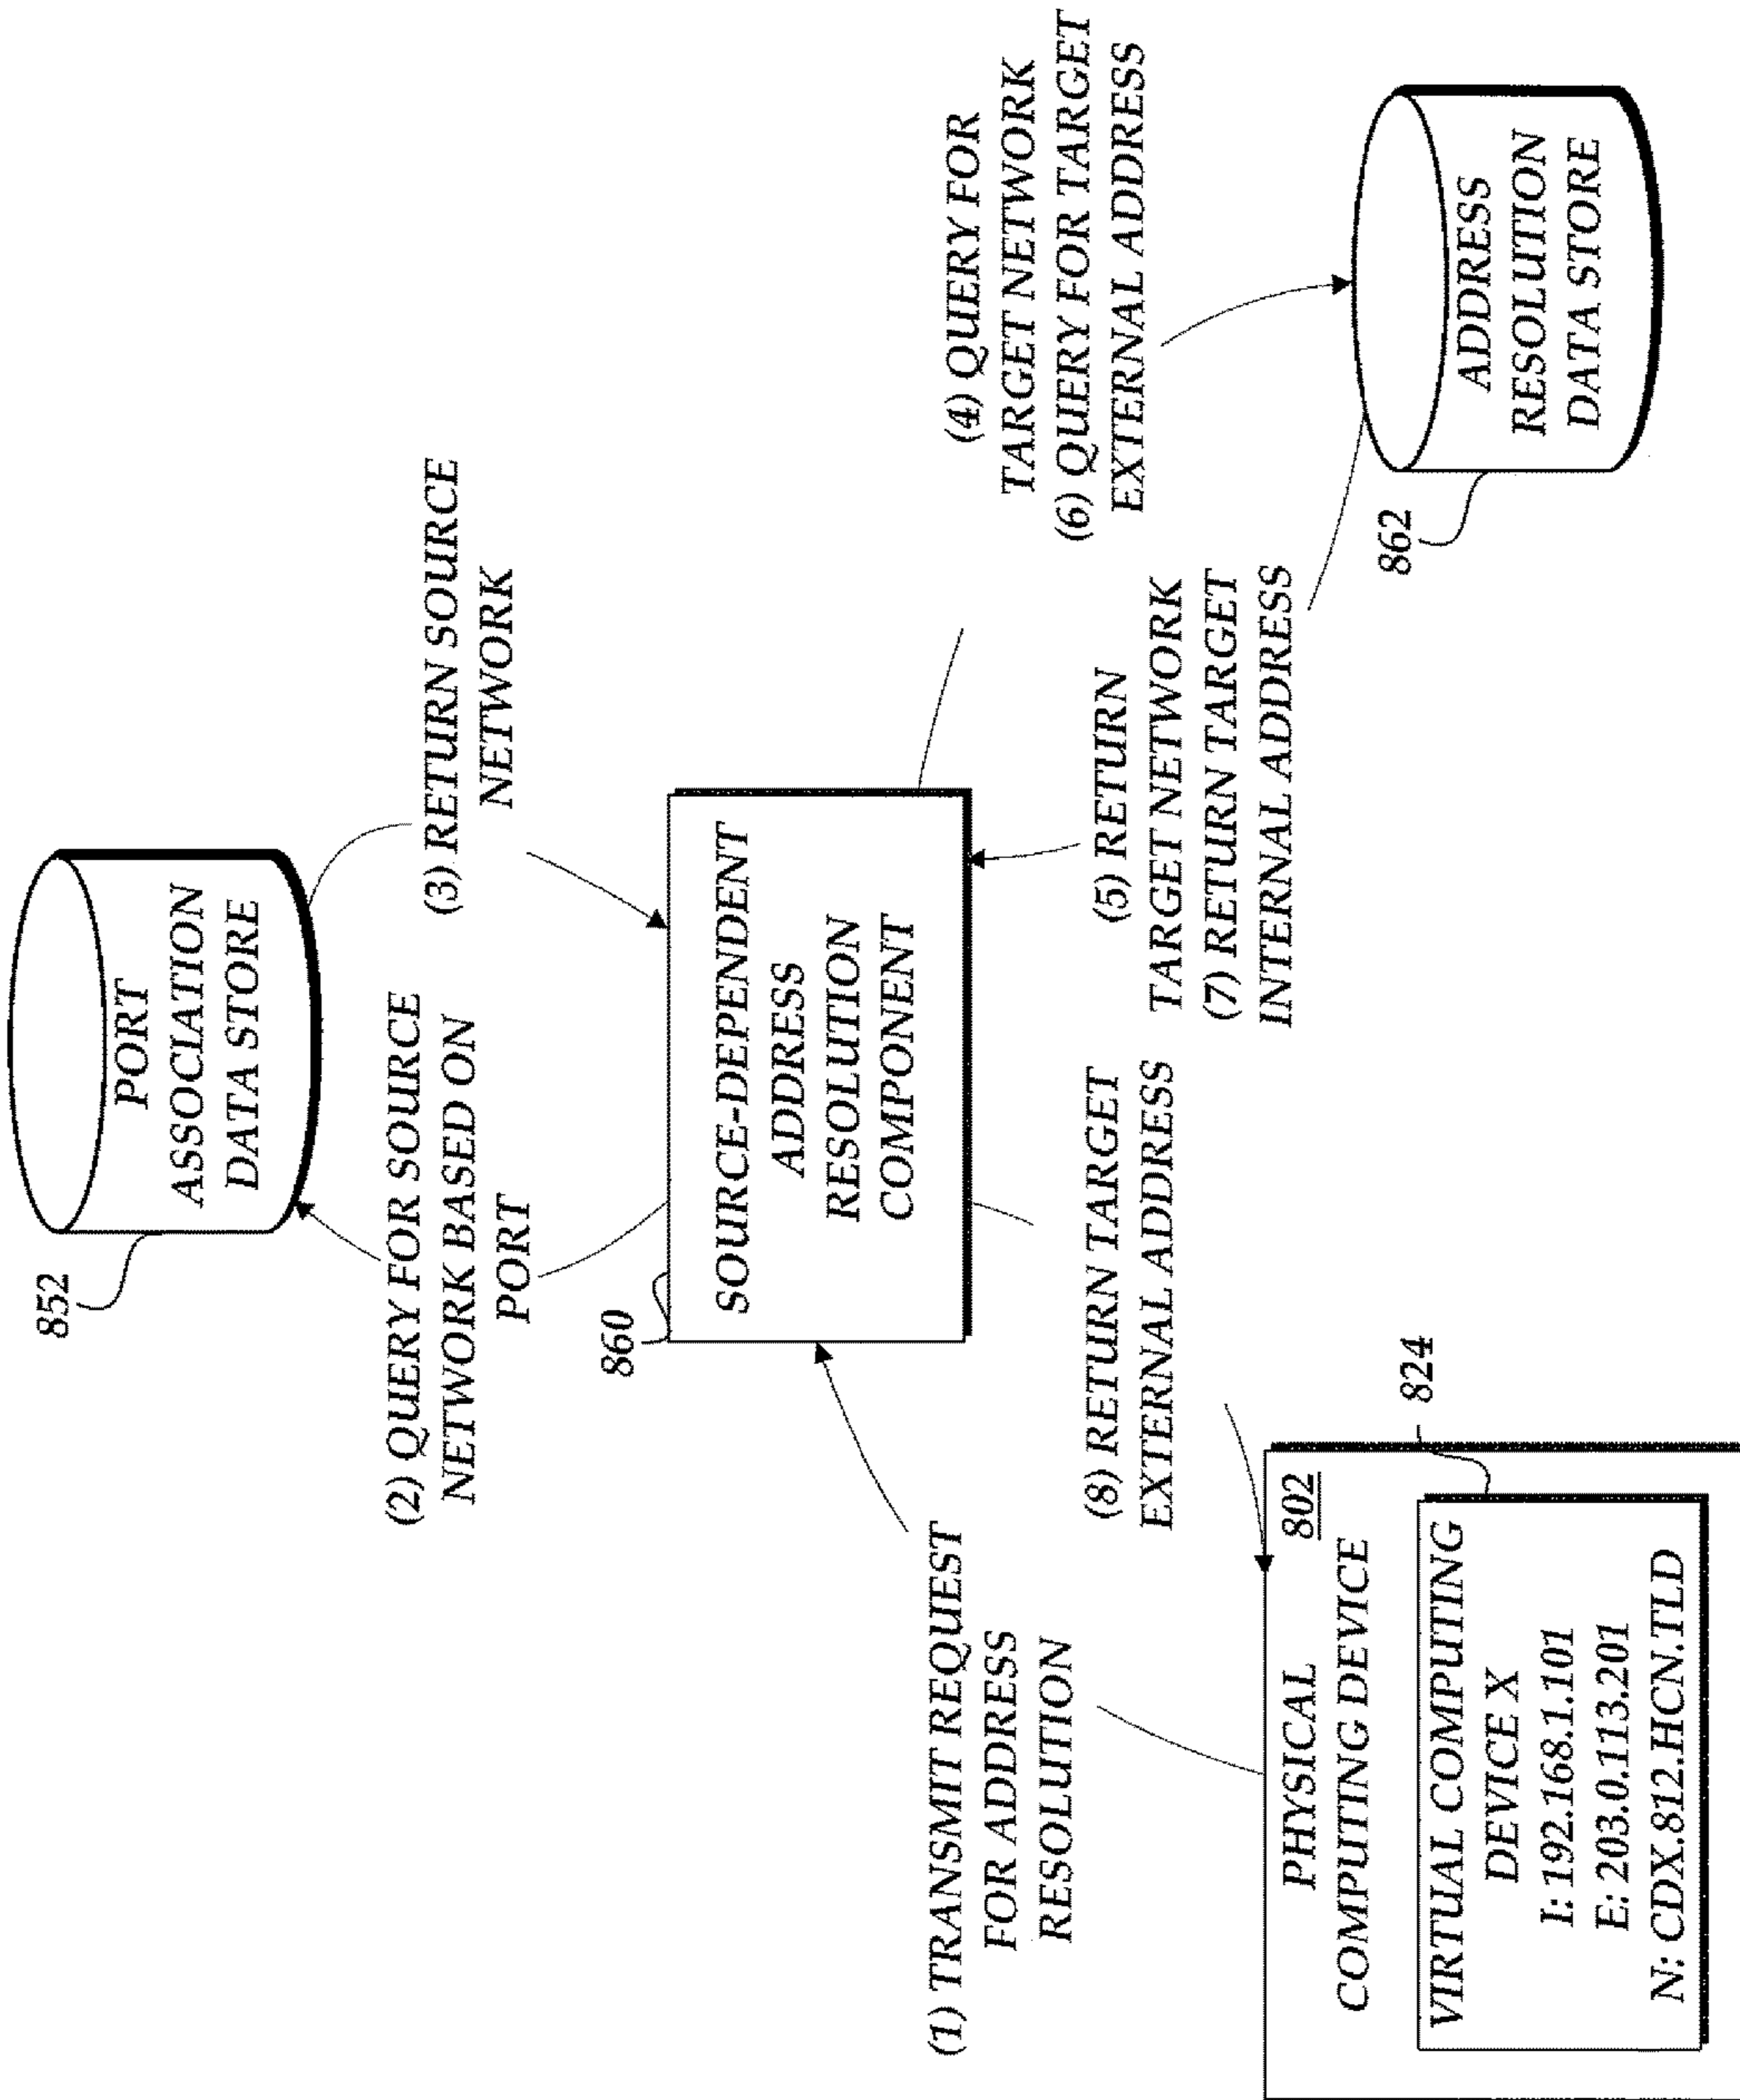 852
PORT
ASSOCIATION
DATA STORE
(2) QUERY FOR SOURCE
NETWORK BASED ON
PORT
(3) RETURN SOURCE
NETWORK
860
SOURCE-DEPENDENT
ADDRESS
RESOLUTION
COMPONENT
(1) TRANSMIT REQUEST
FOR ADDRESS
RESOLUTION
(8) RETURN TARGET
EXTERNAL ADDRESS
(5) RETURN
TARGET NETWORK
(7) RETURN TARGET
INTERNAL ADDRESS
(4) QUERY FOR
TARGET NETWORK
(6) QUERY FOR TARGET
EXTERNAL ADDRESS
PHYSICAL
COMPUTING DEVICE
802
824
VIRTUAL COMPUTING
DEVICE X
I: 192.168.1.101
E: 203.0.113.201
N: CDX.812.HCN.TLD
862
ADDRESS
RESOLUTION
DATA STORE